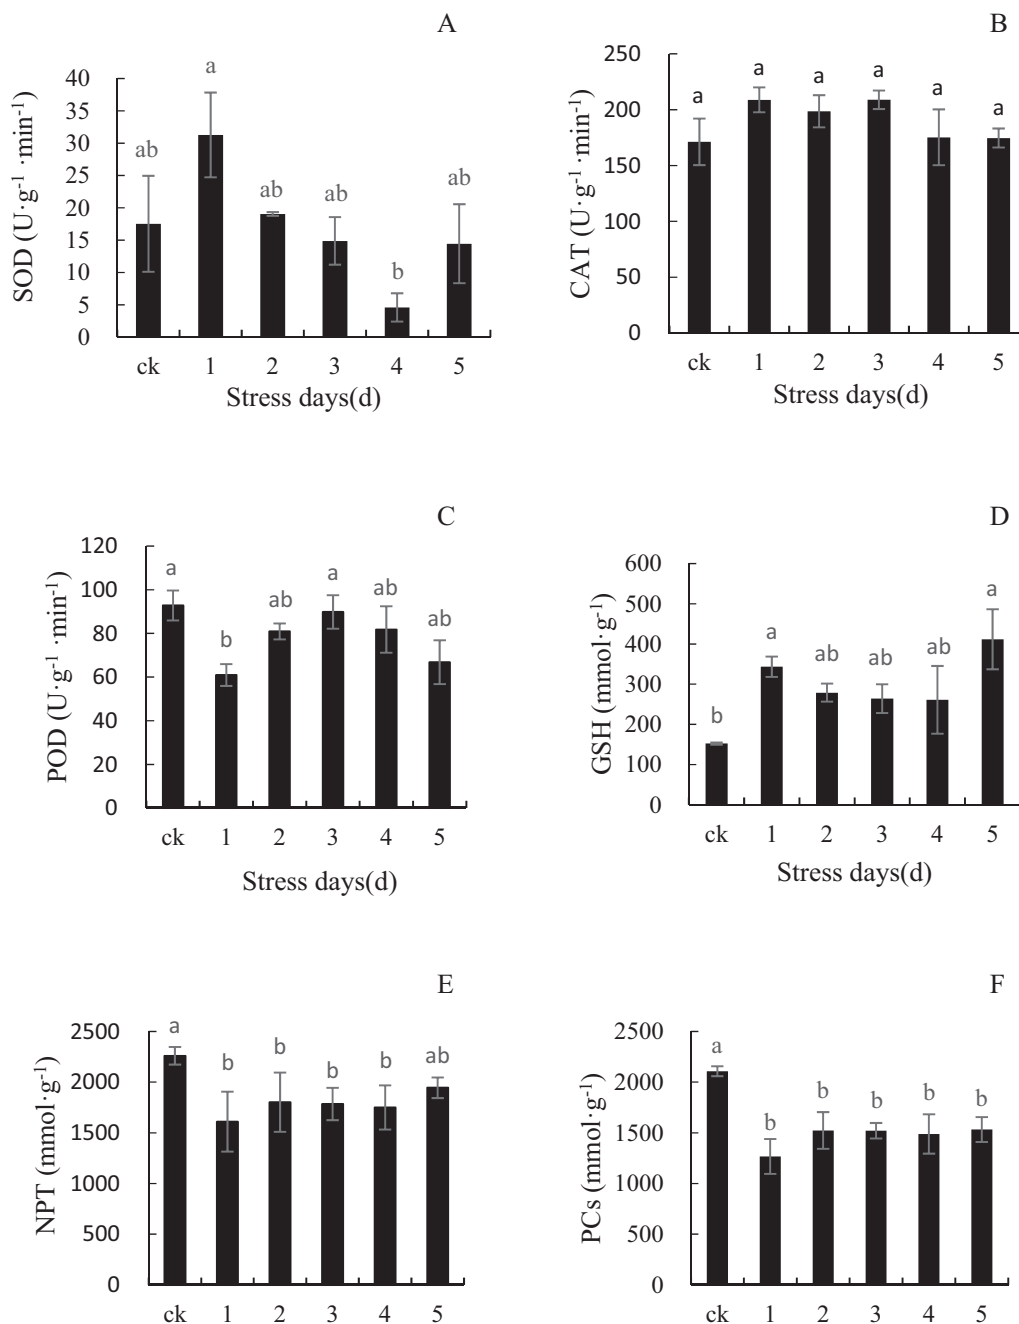 A
SOD (U·g-1 ·min-1)
40
35
30
25
20
15
10
5
0
ab
a
ab
ab
b
ab
ck 1 2 3 4 5
Stress days(d)
B
CAT (U·g-1 ·min-1)
250
200
150
100
50
0
a
a
a
a
a
a
ck 1 2 3 4 5
Stress days(d)
C
POD (U·g-1 ·min-1)
120
100
80
60
40
20
0
a
b
ab
a
ab
ab
ck 1 2 3 4 5
Stress days(d)
D
GSH (mmol·g-1)
600
500
400
300
200
100
0
b
a
ab
ab
ab
a
ck 1 2 3 4 5
Stress days(d)
E
NPT (mmol·g-1)
2500
2000
1500
1000
500
0
a
b
b
b
b
ab
ck 1 2 3 4 5
F
PCs (mmol·g-1)
2500
2000
1500
1000
500
0
a
b
b
b
b
b
ck 1 2 3 4 5